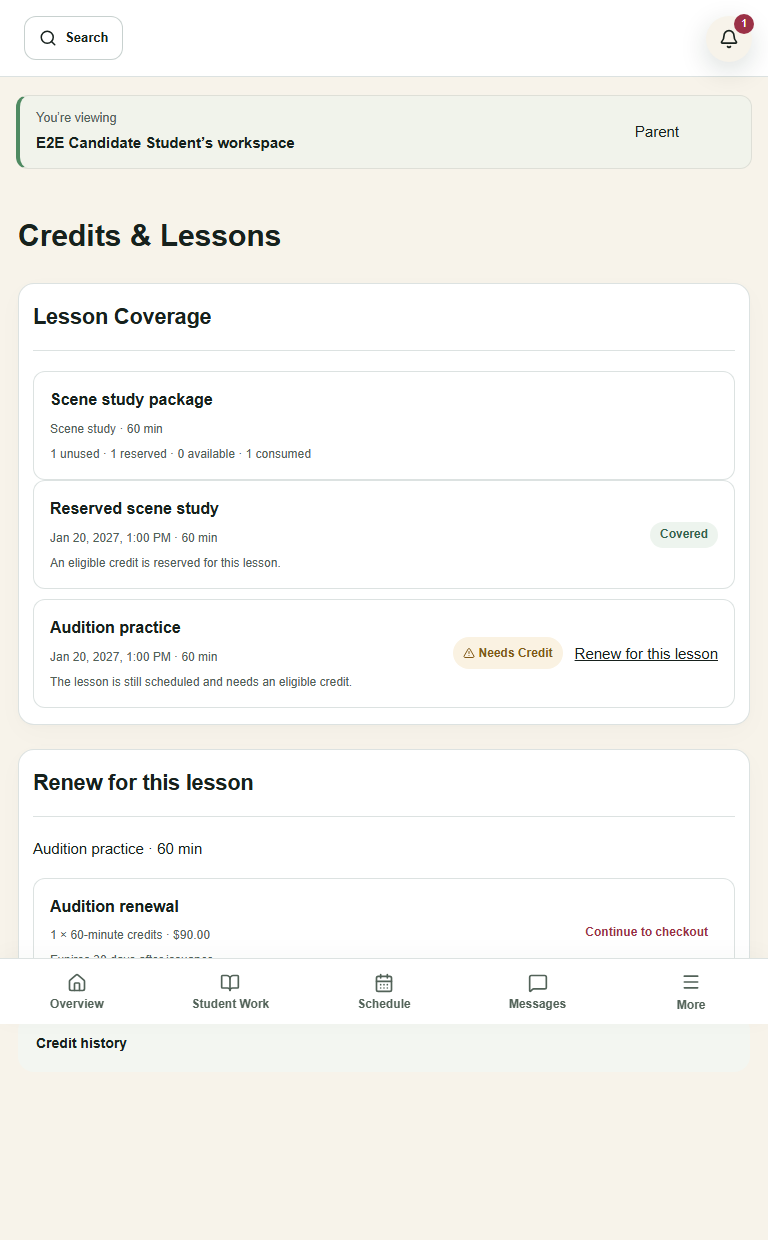 Search
1
You're viewing
E2E Candidate Student's workspace
Parent
Credits & Lessons
Lesson Coverage
Scene study package
Scene study · 60 min
1 unused · 1 reserved · 0 available · 1 consumed
Reserved scene study
Jan 20, 2027, 1:00 PM · 60 min
An eligible credit is reserved for this lesson.
Covered
Audition practice
Jan 20, 2027, 1:00 PM · 60 min
The lesson is still scheduled and needs an eligible credit.
Needs Credit
Renew for this lesson
Renew for this lesson
Audition practice · 60 min
Audition renewal
1 × 60-minute credits · $90.00
Continue to checkout
Overview
Student Work
Schedule
Messages
More
Credit history